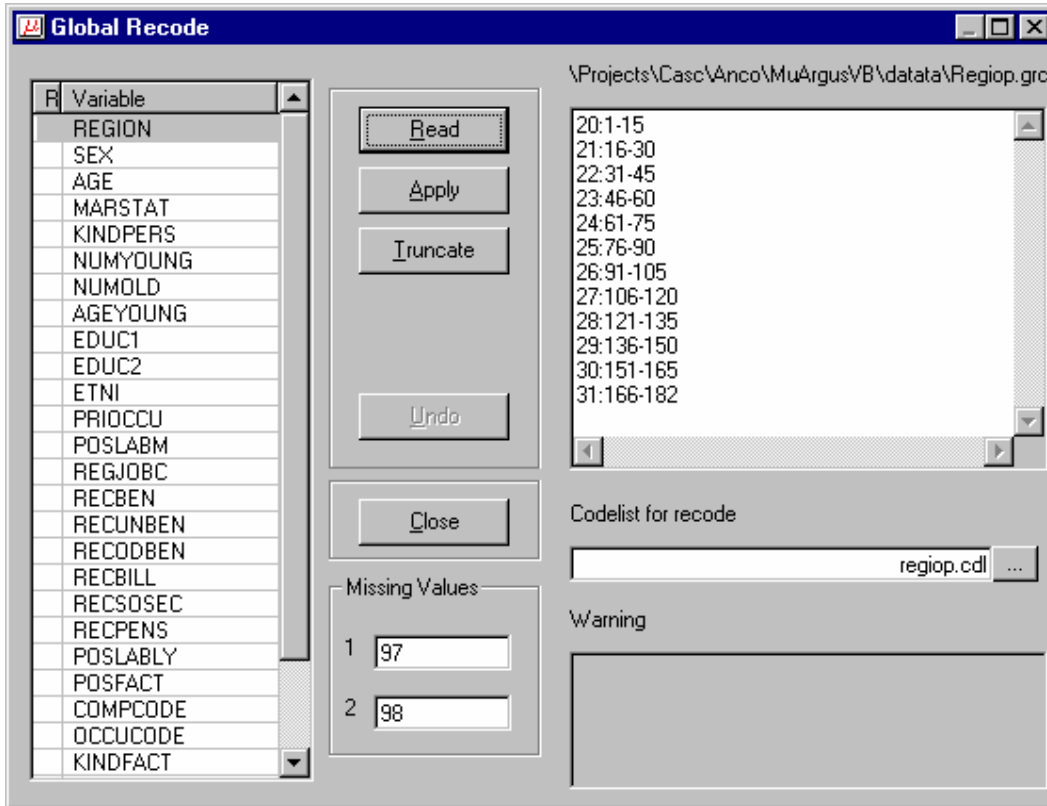 μ Global Recode
R Variable
REGION
SEX
AGE
MARSTAT
KINDPERS
NUMYOUNG
NUMOLD
AGEYOUNG
EDUC1
EDUC2
ETNI
PRIOCCU
POSLABM
REGJOBC
RECBEN
RECUNBEN
RECODBEN
RECBILL
RECSOSEC
RECPENS
POSLABLY
POSFACT
COMPCODE
OCCUCODE
KINDFACT
Read
Apply
Truncate
Undo
Close
Missing Values
1 97
2 98
\Projects\Casc\Anco\MuArgusVB\datata\Regiop.grc
20:1-15
21:16-30
22:31-45
23:46-60
24:61-75
25:76-90
26:91-105
27:106-120
28:121-135
29:136-150
30:151-165
31:166-182
Codelist for recode
regiop.cdl ...
Warning